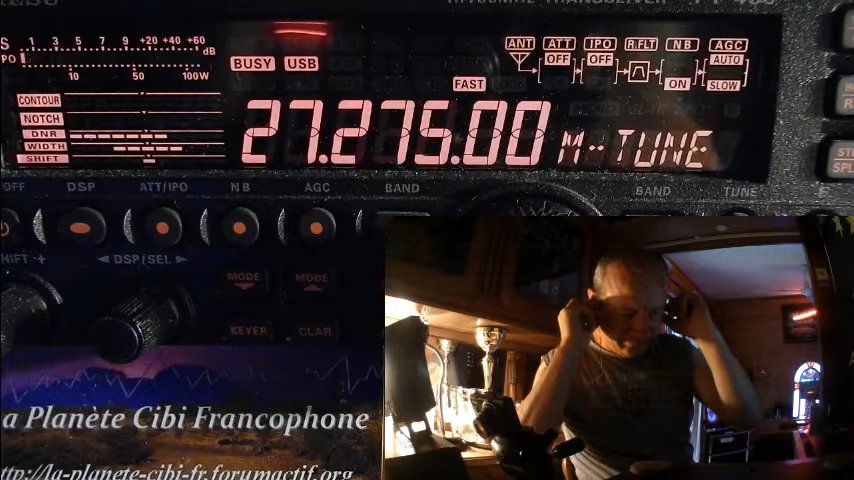 S 1 3 5 7 9 +20 +40 +60 dB
PO 10 50 100W
BUSY USB
FAST
ANT ATT IPO R.FLT NB AGC
OFF OFF AUTO
ON SLOW
CONTOUR
NOTCH
DNR
WIDTH
SHIFT
27.275.00 M-TUNE
OFF DSP ATT/IPO NB AGC BAND BAND TUNE
◄DSP/SEL►
MODE MODE
KEYER CLAR
a Planète Cibi Francophone
ttp://la-planete-cibi-fr.forumactif.org